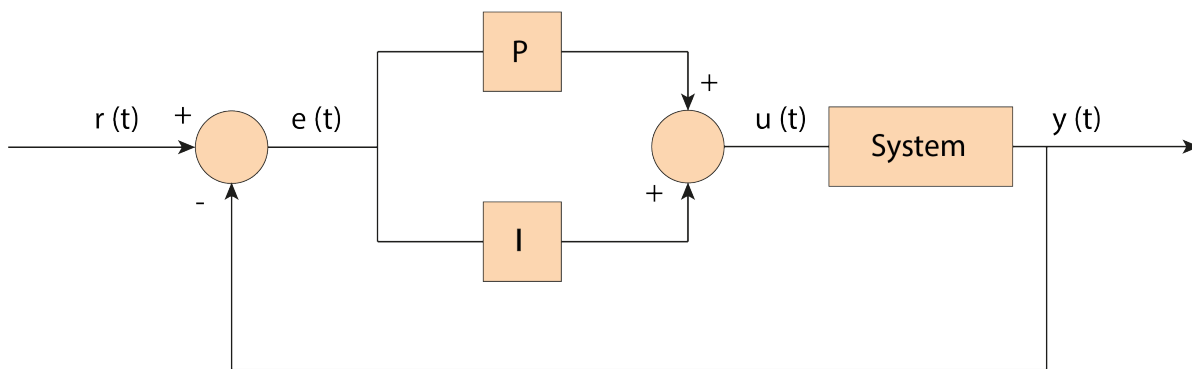 P
+
r (t)
+
e (t)
u (t)
System
y (t)
-
+
I